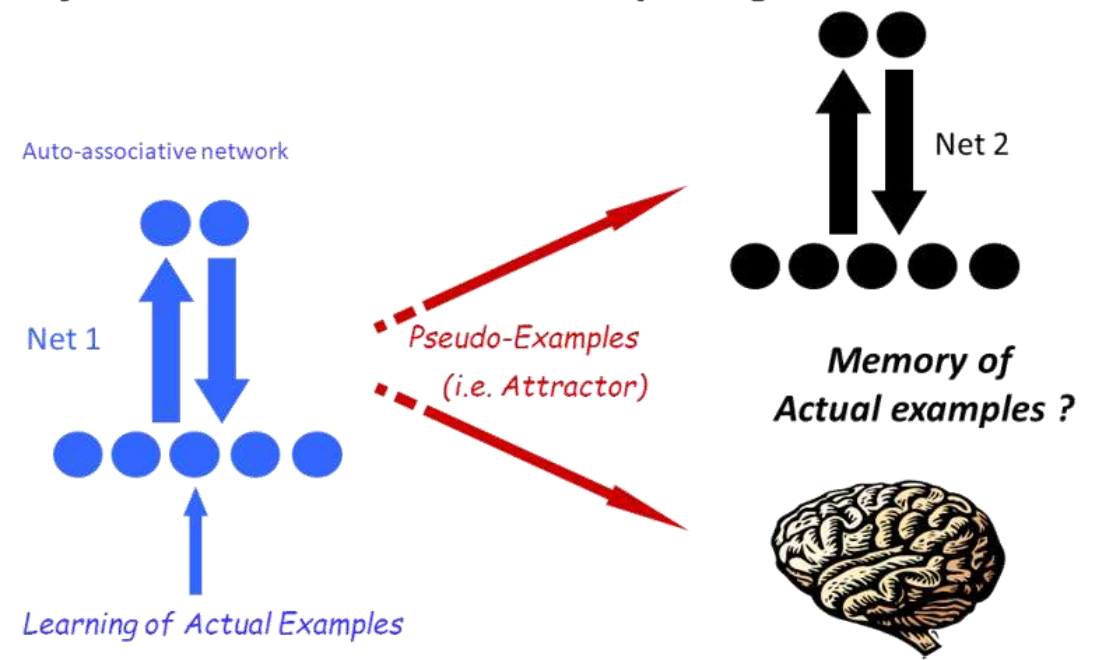 Auto-associative network
Net 1
Learning of Actual Examples
Pseudo-Examples
(i.e. Attractor)
Net 2
Memory of
Actual examples ?